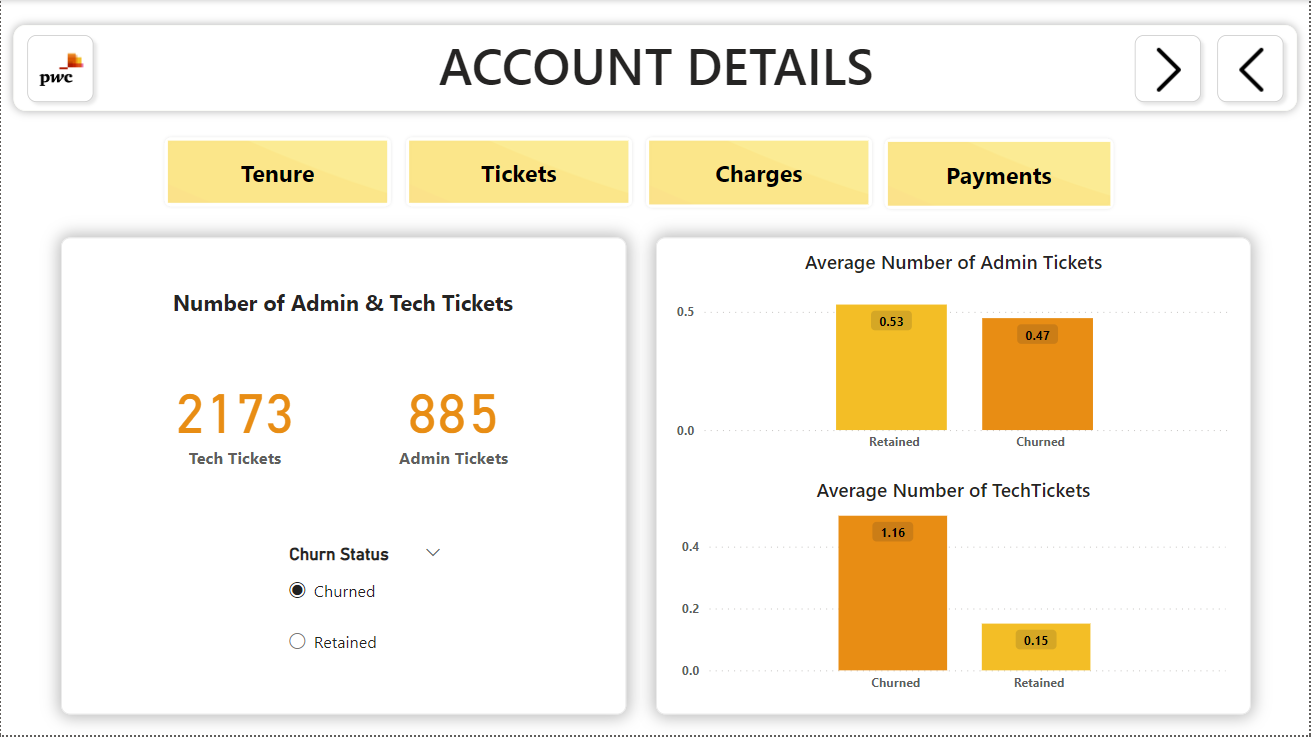 pwc
ACCOUNT DETAILS
Tenure
Tickets
Charges
Payments
Number of Admin & Tech Tickets
2173
Tech Tickets
885
Admin Tickets
Churn Status
Churned
Retained
Average Number of Admin Tickets
0.5
0.0
0.53
0.47
Retained
Churned
Average Number of TechTickets
0.4
0.2
0.0
1.16
0.15
Churned
Retained